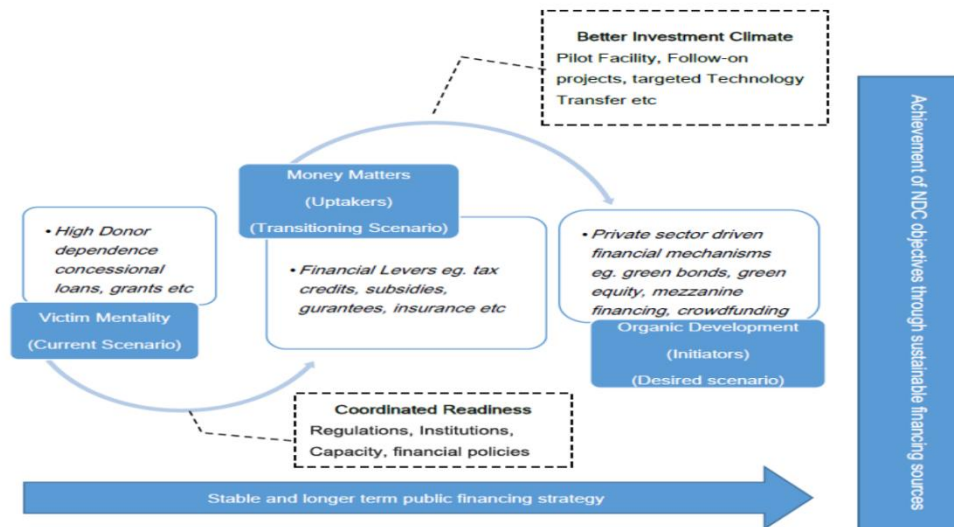 Better Investment Climate
Pilot Facility, Follow-on
projects, targeted Technology
Transfer etc
Money Matters
(Uptakers)
(Transitioning Scenario)
• High Donor
dependence
concessional
loans, grants etc
Victim Mentality
(Current Scenario)
• Financial Levers eg. tax
credits, subsidies,
gurantees, insurance etc
• Private sector driven
financial mechanisms
eg. green bonds, green
equity, mezzanine
financing, crowdfunding
Organic Development
(Initiators)
(Desired scenario)
Coordinated Readiness
Regulations, Institutions,
Capacity, financial policies
Stable and longer term public financing strategy
Achievement of NDC objectives through sustainable financing sources